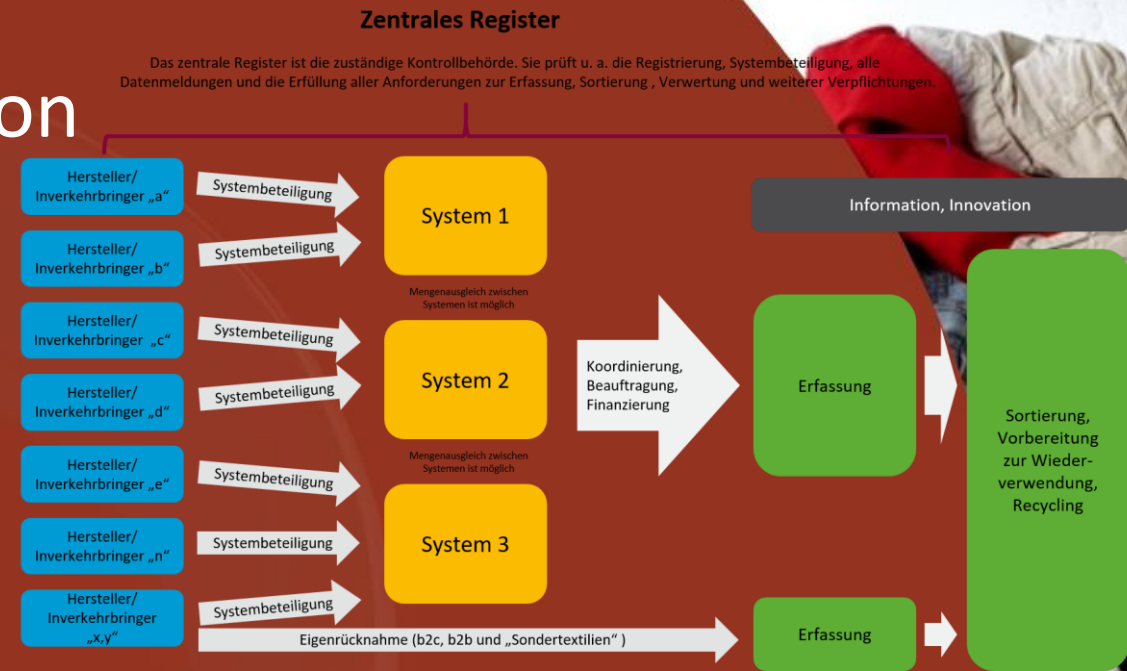 Zentrales Register
Das zentrale Register ist die zuständige Kontrollbehörde. Sie prüft u. a. die Registrierung, Systembeteiligung, alle
Datenmeldungen und die Erfüllung aller Anforderungen zur Erfassung, Sortierung , Verwertung und weiterer Verpflichtungen.
on
Hersteller/
Inverkehrbringer „a“
Systembeteiligung
Hersteller/
Inverkehrbringer „b“
Systembeteiligung
Hersteller/
Inverkehrbringer „c“
Systembeteiligung
Hersteller/
Inverkehrbringer „d“
Systembeteiligung
Hersteller/
Inverkehrbringer „e“
Systembeteiligung
Hersteller/
Inverkehrbringer „n“
Systembeteiligung
Hersteller/
Inverkehrbringer
„x,y“
Systembeteiligung
Eigenrücknahme (b2c, b2b und „Sondertextilien“ )
System 1
Mengenausgleich zwischen
Systemen ist möglich
System 2
Mengenausgleich zwischen
Systemen ist möglich
System 3
Koordinierung,
Beauftragung,
Finanzierung
Information, Innovation
Erfassung
Erfassung
Sortierung,
Vorbereitung
zur Wieder-
verwendung,
Recycling